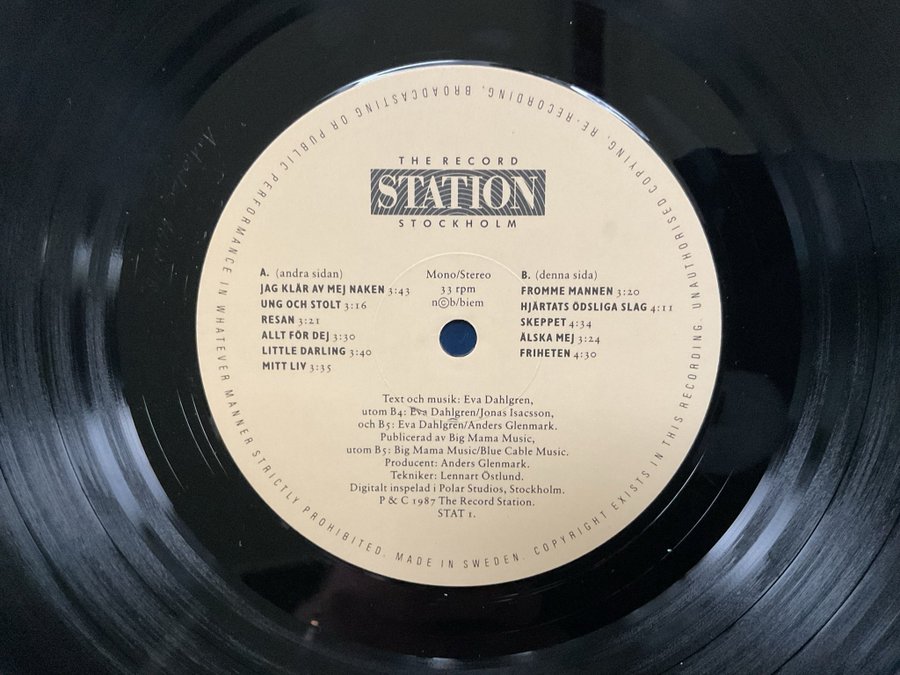 THE RECORD
STATION
STOCKHOLM
A. (andra sidan)
JAG KLÄR AV MEJ NAKEN 3:43
UNG OCH STOLT 3:16
RESAN 3:21
ALLT FÖR DEJ 3:30
LITTLE DARLING 3:40
MITT LIV 3:35
Mono/Stereo
33 rpm
n©b/biem
B. (denna sida)
FROMME MANNEN 3:20
HJÄRTATS ÖDSLIGA SLAG 4:11
SKEPPET 4:34
ÄLSKA MEJ 3:24
FRIHETEN 4:30
Text och musik: Eva Dahlgren,
utom B4: Eva Dahlgren/Jonas Isacsson,
och B5: Eva Dahlgren/Anders Glenmark.
Publicerad av Big Mama Music,
utom B5: Big Mama Music/Blue Cable Music.
Producent: Anders Glenmark.
Tekniker: Lennart Östlund.
Digitalt inspelad i Polar Studios, Stockholm.
P & C 1987 The Record Station.
STAT 1.
UNAUTHORISED COPYING, RE-RECORDING, BROADCASTING OR PUBLIC PERFORMANCE IN WHATEVER MANNER STRICTLY PROHIBITED. MADE IN SWEDEN. COPYRIGHT EXISTS IN THIS RECORDING.